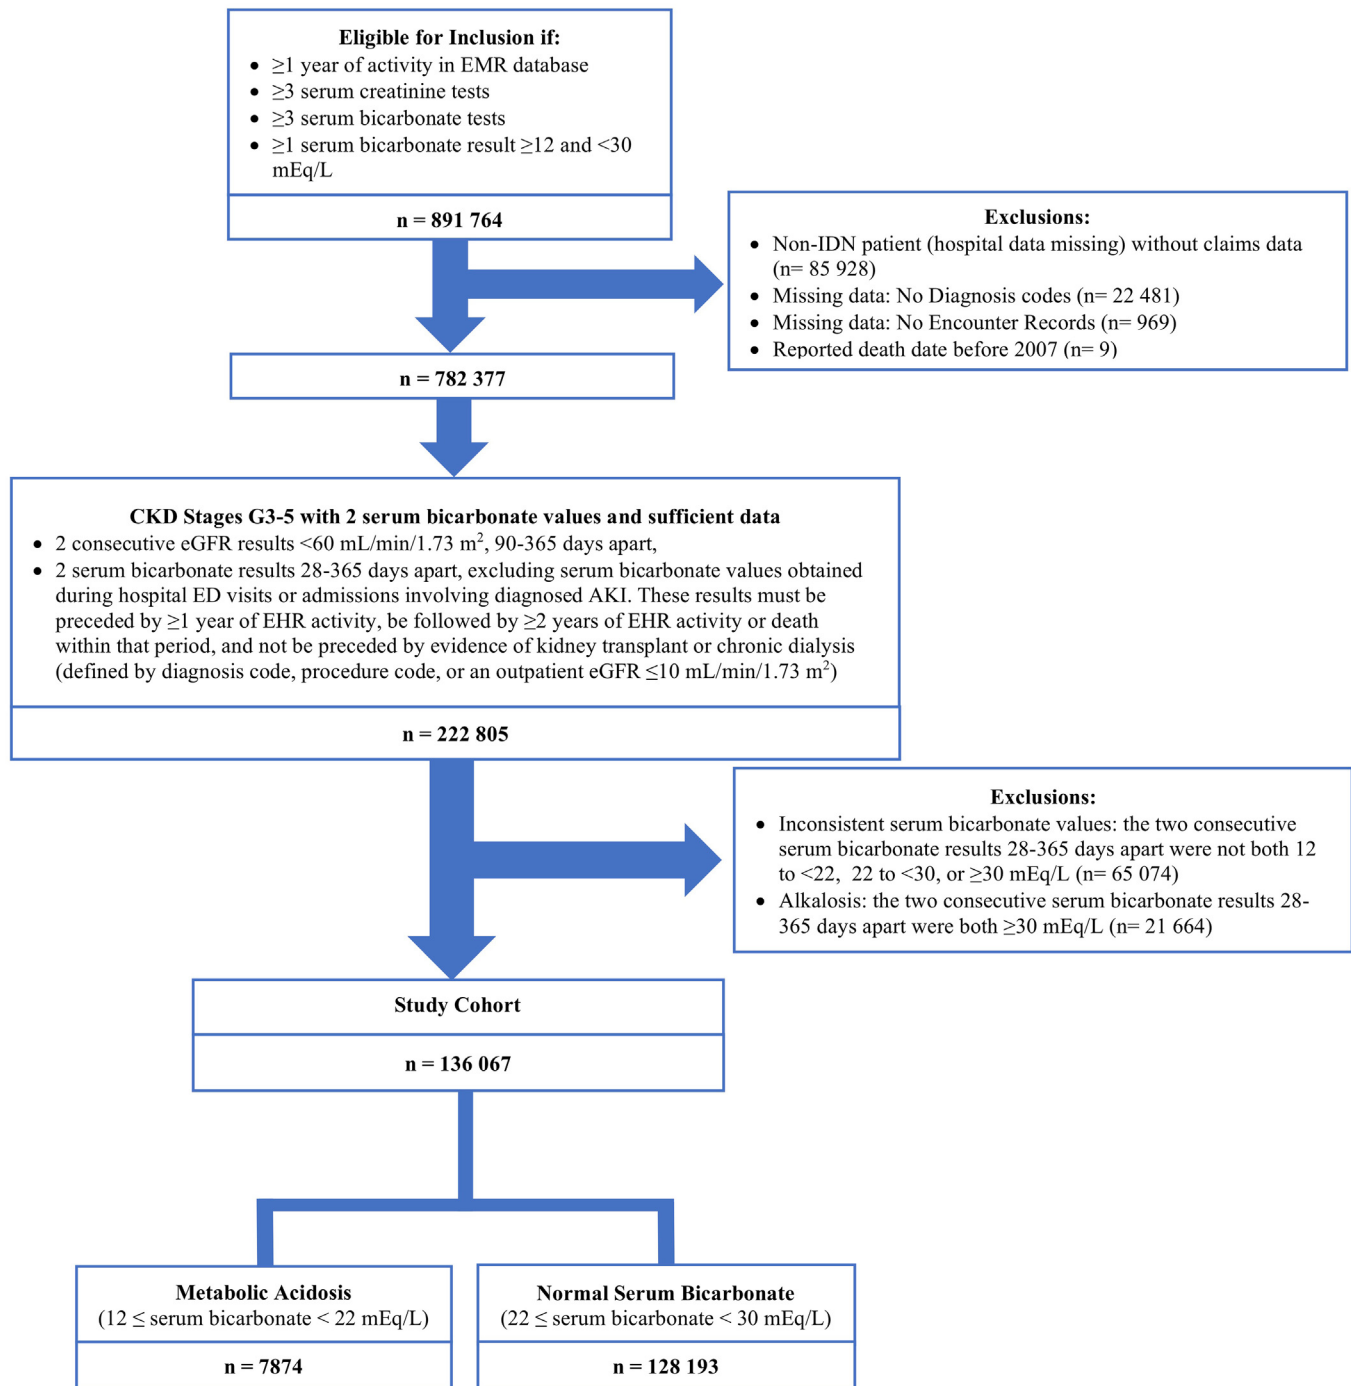 Eligible for Inclusion if:
• ≥1 year of activity in EMR database
• ≥3 serum creatinine tests
• ≥3 serum bicarbonate tests
• ≥1 serum bicarbonate result ≥12 and <30
mEq/L
n = 891 764
Exclusions:
• Non-IDN patient (hospital data missing) without claims data
(n= 85 928)
• Missing data: No Diagnosis codes (n= 22 481)
• Missing data: No Encounter Records (n= 969)
• Reported death date before 2007 (n= 9)
n = 782 377
CKD Stages G3-5 with 2 serum bicarbonate values and sufficient data
• 2 consecutive eGFR results <60 mL/min/1.73 m², 90-365 days apart,
• 2 serum bicarbonate results 28-365 days apart, excluding serum bicarbonate values obtained
during hospital ED visits or admissions involving diagnosed AKI. These results must be
preceded by ≥1 year of EHR activity, be followed by ≥2 years of EHR activity or death
within that period, and not be preceded by evidence of kidney transplant or chronic dialysis
(defined by diagnosis code, procedure code, or an outpatient eGFR ≤10 mL/min/1.73 m²)
n = 222 805
Exclusions:
• Inconsistent serum bicarbonate values: the two consecutive
serum bicarbonate results 28-365 days apart were not both 12
to <22, 22 to <30, or ≥30 mEq/L (n= 65 074)
• Alkalosis: the two consecutive serum bicarbonate results 28-
365 days apart were both ≥30 mEq/L (n= 21 664)
Study Cohort
n = 136 067
Metabolic Acidosis
(12 ≤ serum bicarbonate < 22 mEq/L)
n = 7874
Normal Serum Bicarbonate
(22 ≤ serum bicarbonate < 30 mEq/L)
n = 128 193